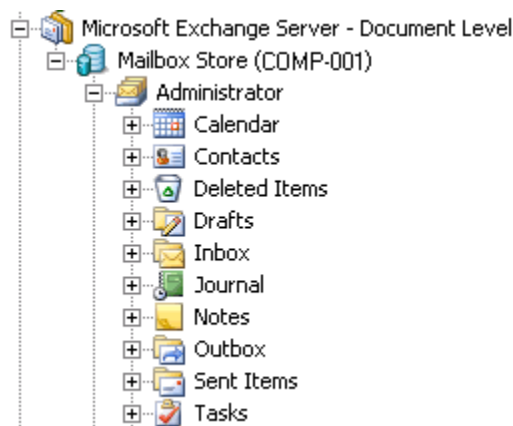 Microsoft Exchange Server - Document Level
Mailbox Store (COMP-001)
Administrator
Calendar
Contacts
Deleted Items
Drafts
Inbox
Journal
Notes
Outbox
Sent Items
Tasks